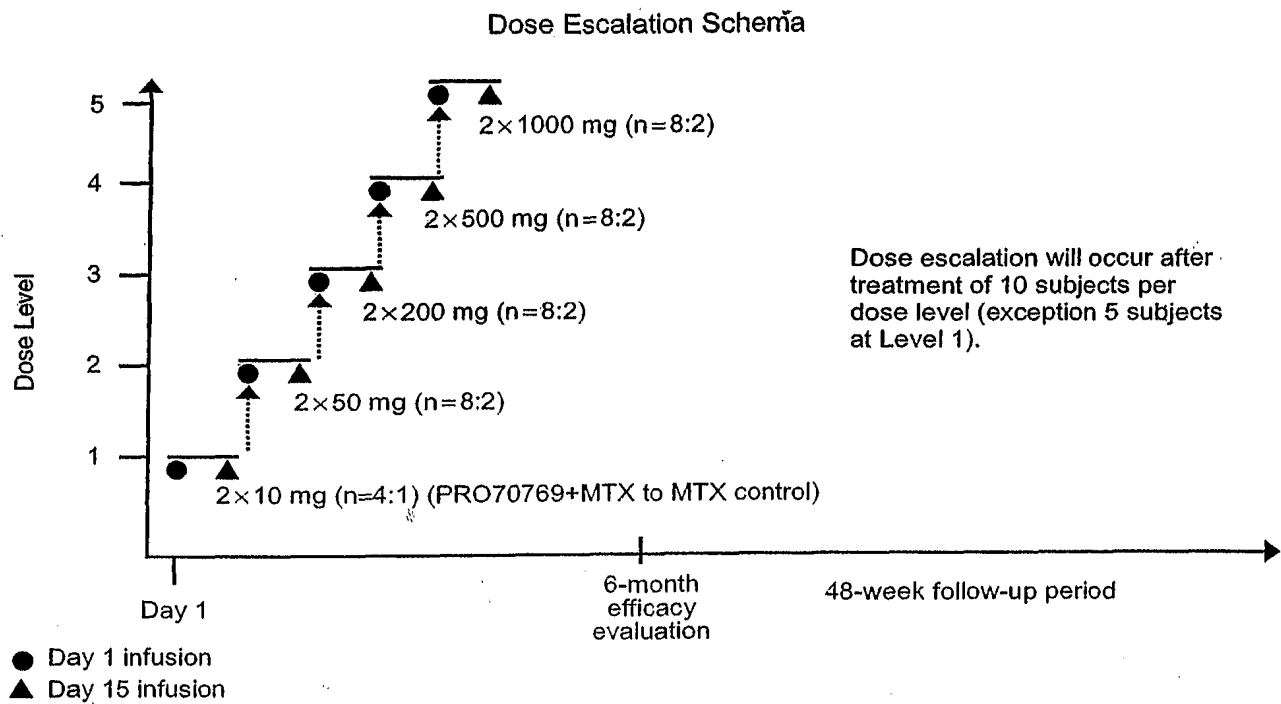 Dose Escalation Schema
5
2×1000 mg (n=8:2)
4
2×500 mg (n=8:2)
Dose escalation will occur after
treatment of 10 subjects per
dose level (exception 5 subjects
at Level 1).
3
2×200 mg (n=8:2)
Dose Level
2
2×50 mg (n=8:2)
1
2×10 mg (n=4:1) (PRO70769+MTX to MTX control)
Day 1
6-month
efficacy
evaluation
48-week follow-up period
● Day 1 infusion
▲ Day 15 infusion